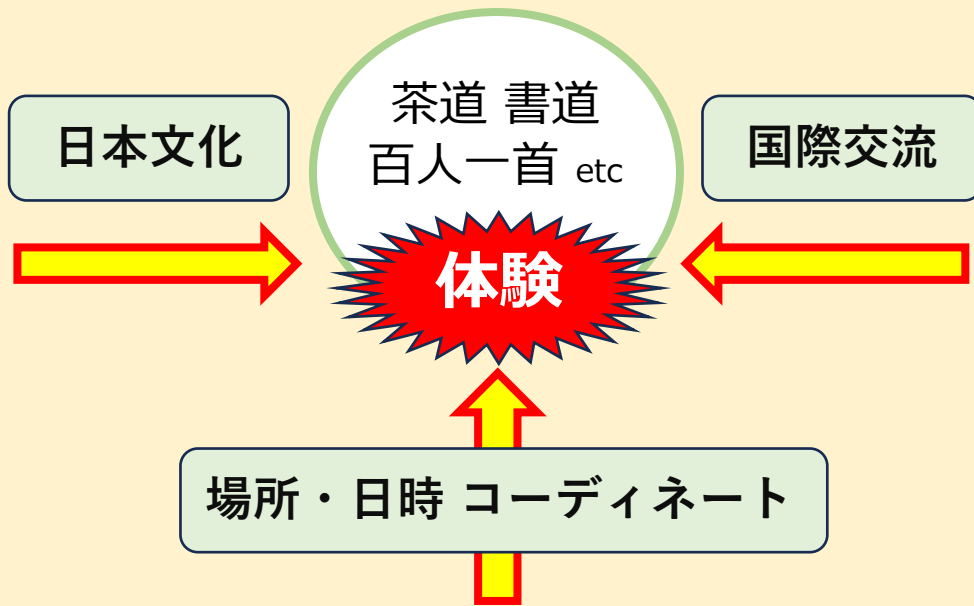 茶道 書道
百人一首 etc
日本文化
国際交流
体験
場所・日時 コーディネート